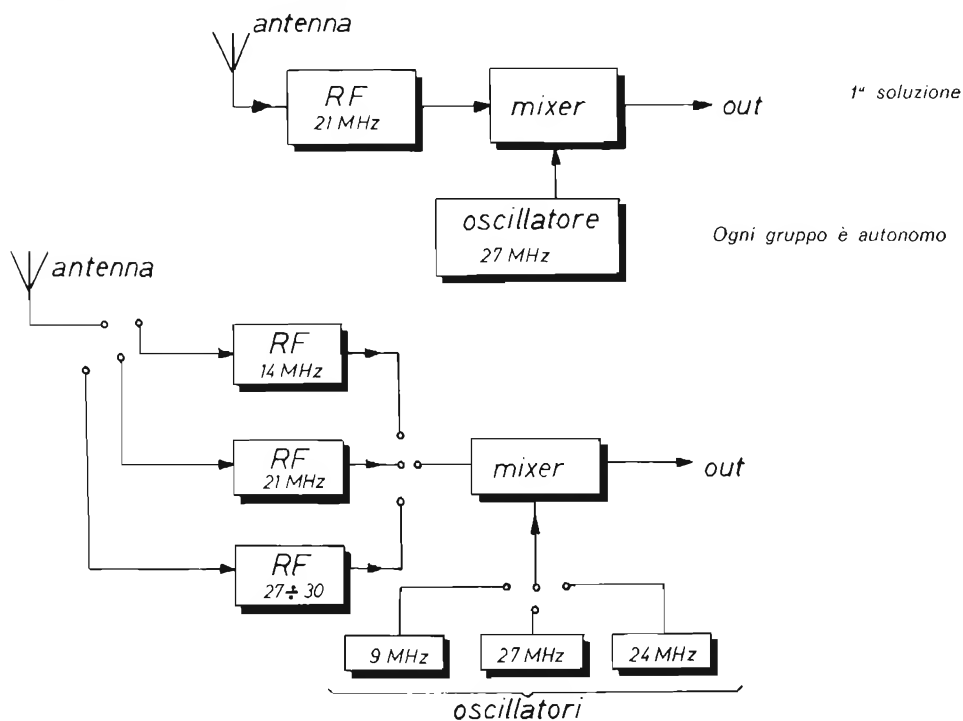 antenna
RF
21 MHz
mixer
out
1ª soluzione
oscillatore
27 MHz
Ogni gruppo è autonomo
antenna
RF
14 MHz
RF
21 MHz
mixer
out
RF
27 ÷ 30
9 MHz
27 MHz
24 MHz
oscillatori